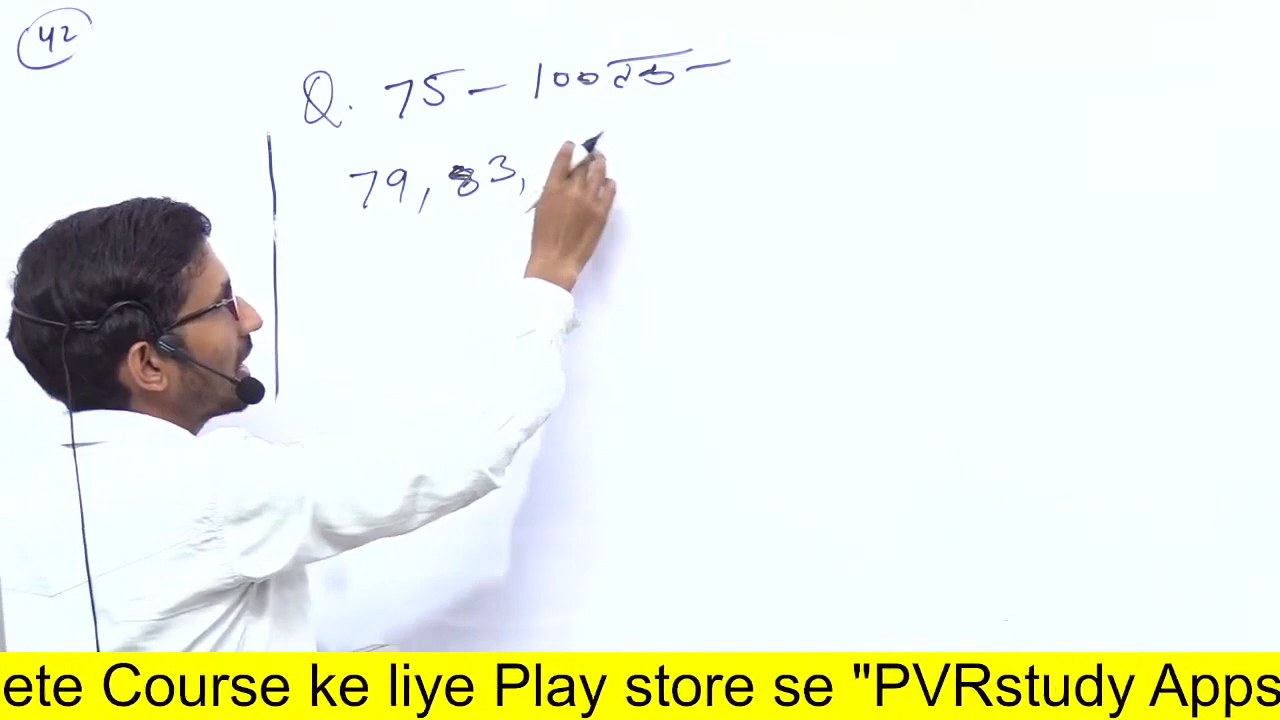 42
Q. 75 - 100 तक -
79, 83,
ete Course ke liye Play store se "PVRstudy Apps